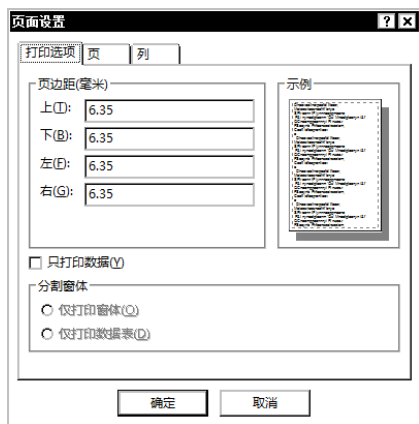 页面设置
打印选项 页 列
页边距(毫米)
上(T): 6.35
下(B): 6.35
左(F): 6.35
右(G): 6.35
示例
只打印数据(Y)
分割窗体
仅打印窗体(O)
仅打印数据表(D)
确定 取消